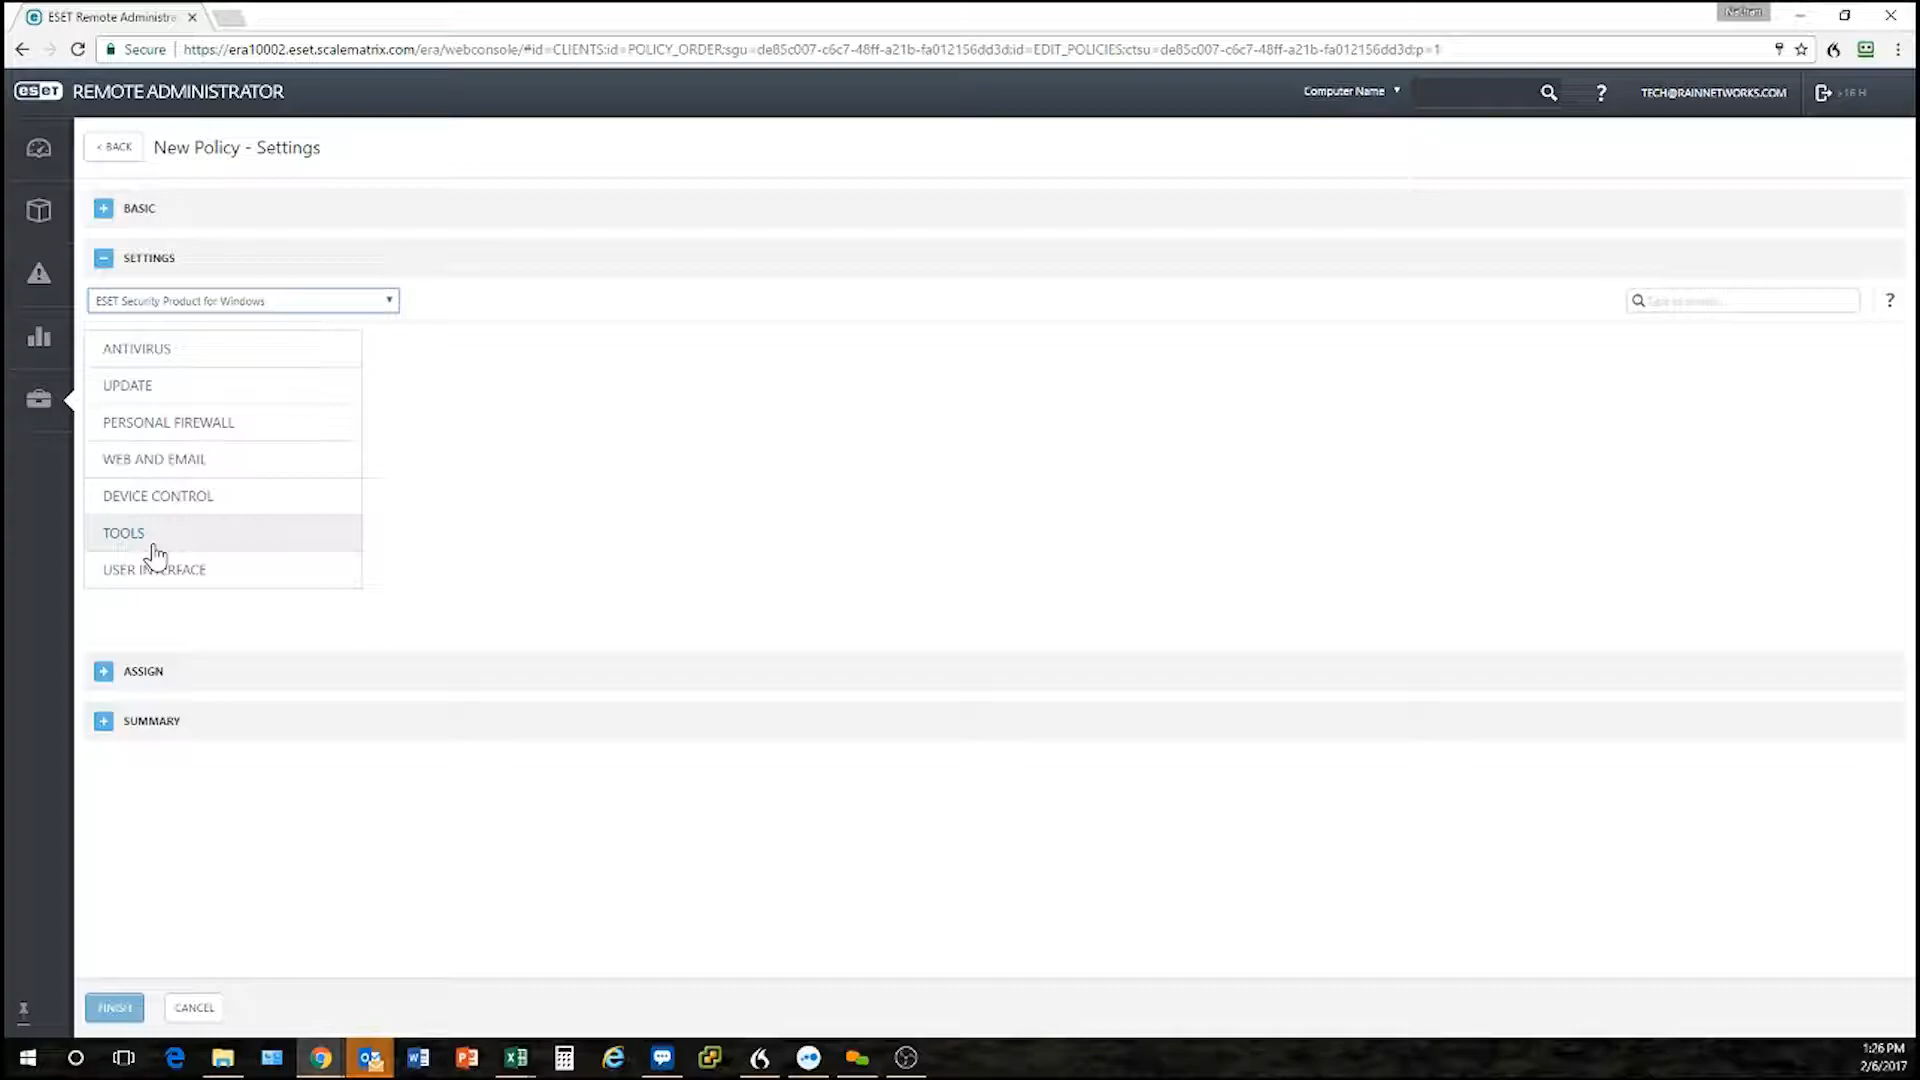 ESET Remote Administra
Secure | https://era10002.eset.scalematrix.com/era/webconsole/#id=CLIENTS:id=POLICY_ORDER;sgu=de85c007-c6c7-48ff-a21b-fa012156dd3d:id=EDIT_POLICIES:ctsu=de85c007-c6c7-48ff-a21b-fa012156dd3d:p=1
eset REMOTE ADMINISTRATOR Computer Name ? TECH@RAINNETWORKS.COM >16 H
< BACK New Policy - Settings
BASIC
SETTINGS
ESET Security Product for Windows ?
ANTIVIRUS
UPDATE
PERSONAL FIREWALL
WEB AND EMAIL
DEVICE CONTROL
TOOLS
USER INTERFACE
ASSIGN
SUMMARY
FINISH CANCEL
1:26 PM
2/6/2017